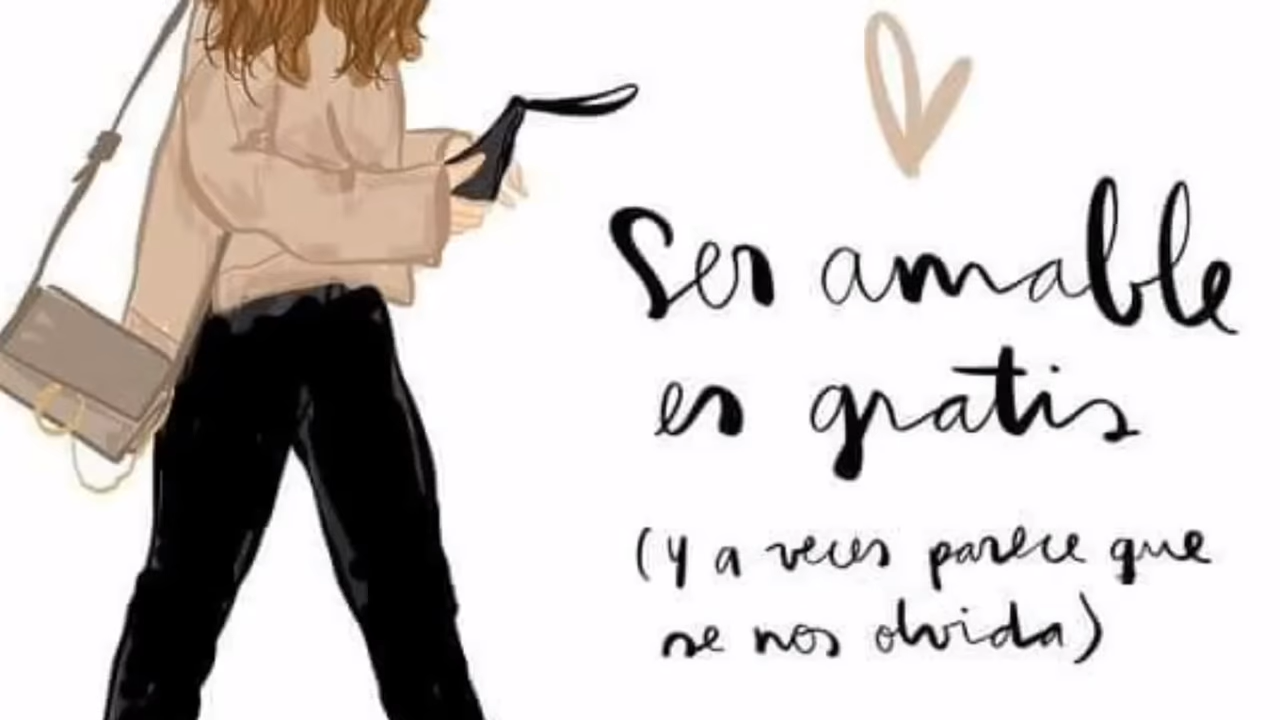 Ser amable
es gratis
(y a veces parece que
se nos olvida)